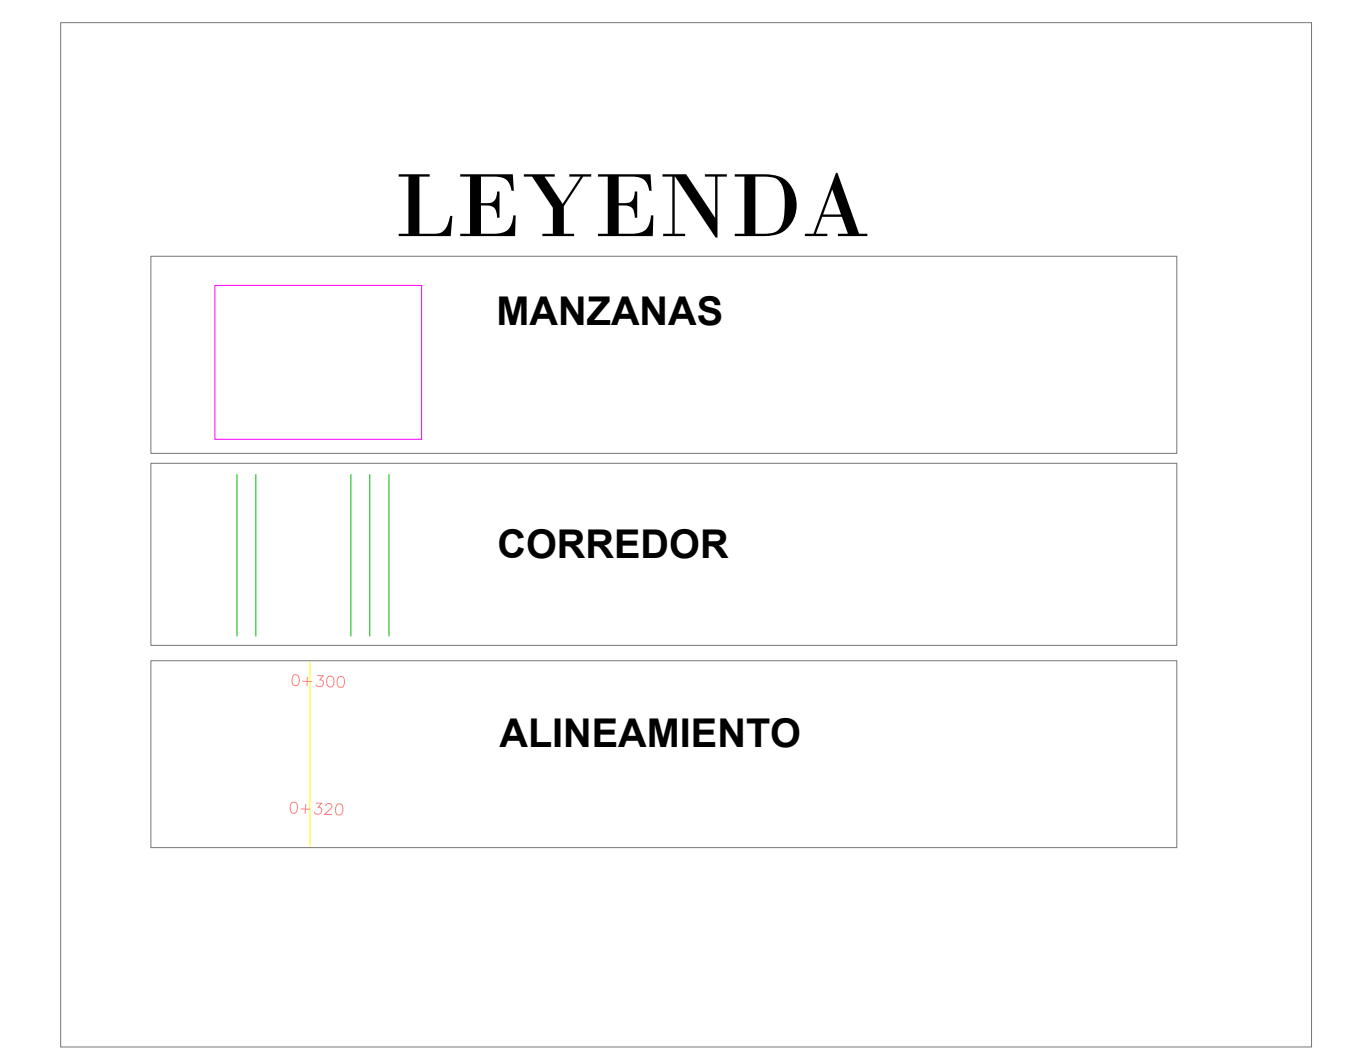 LEYENDA
MANZANAS
CORREDOR
0+300
ALINEAMIENTO
0+320